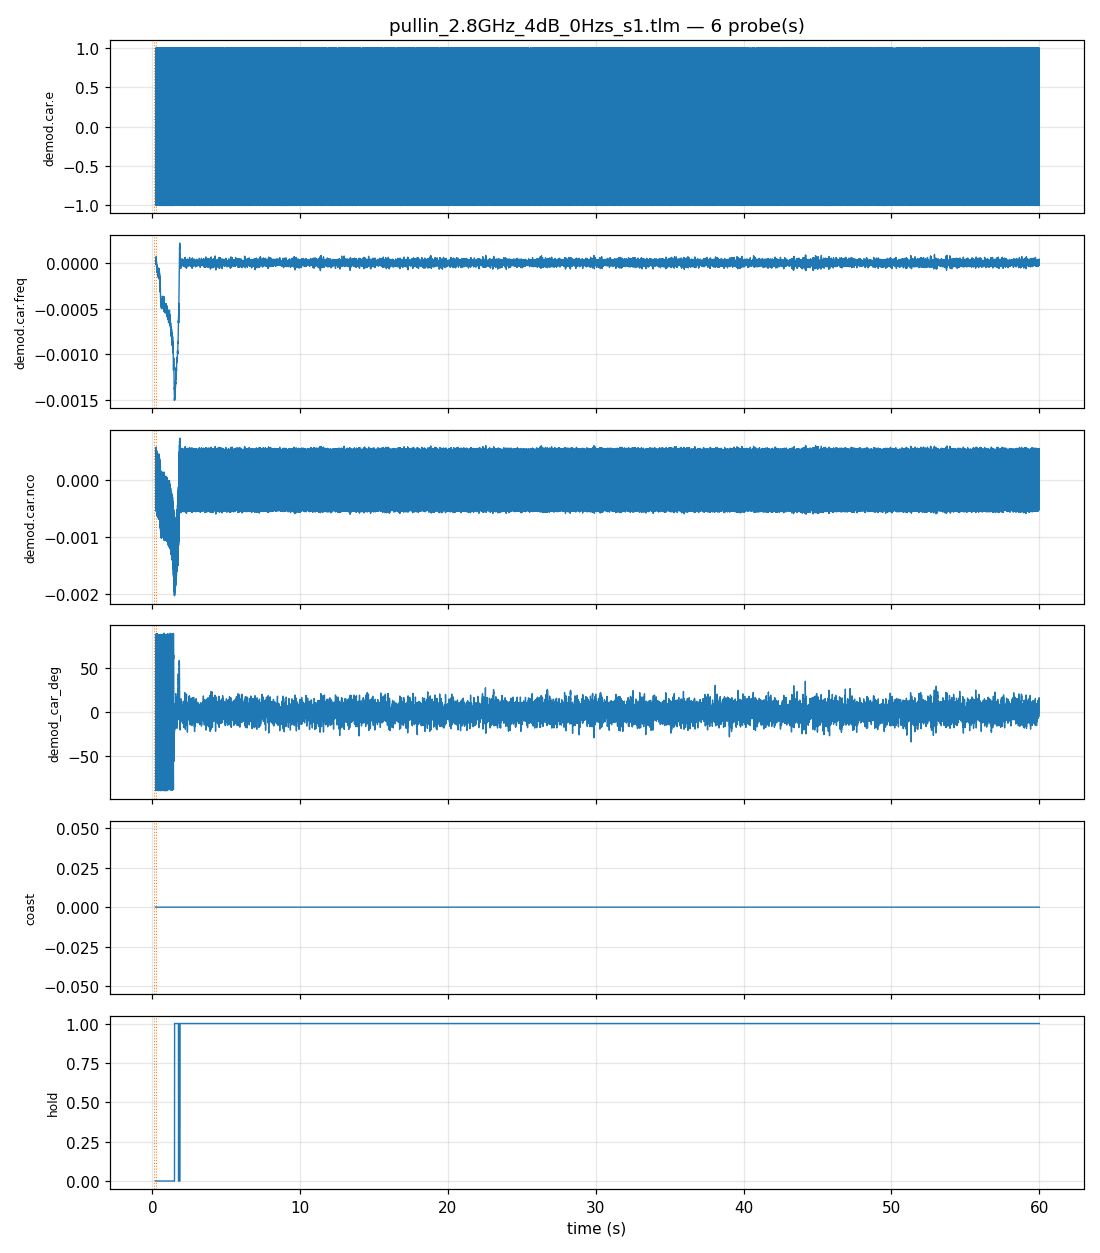 pullin_2.8GHz_4dB_0Hzs_s1.tlm — 6 probe(s)
demod.car.e
1.0
0.5
0.0
−0.5
−1.0
demod.car.freq
0.0000
−0.0005
−0.0010
−0.0015
demod.car.nco
0.000
−0.001
−0.002
demod_car_deg
50
0
−50
coast
0.050
0.025
0.000
−0.025
−0.050
hold
1.00
0.75
0.50
0.25
0.00
0 10 20 30 40 50 60
time (s)